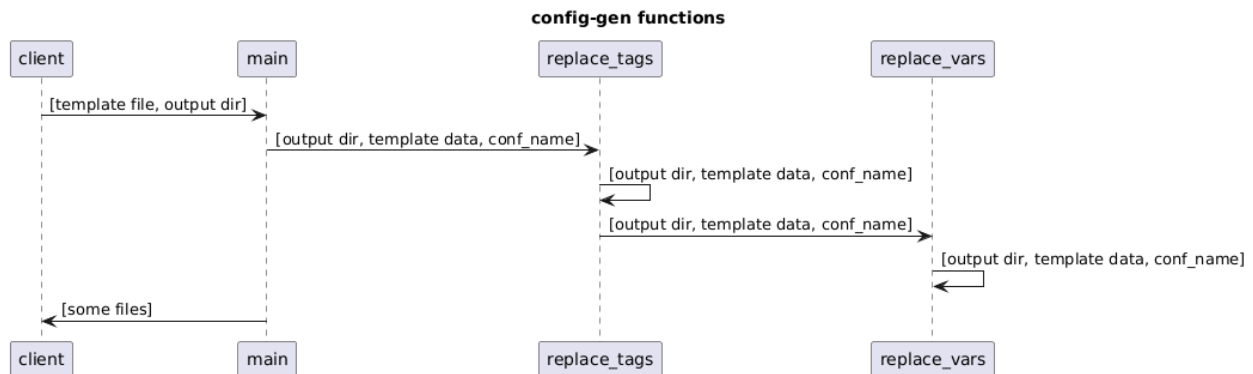 config-gen functions
client
main
replace_tags
replace_vars
[template file, output dir]
[output dir, template data, conf_name]
[output dir, template data, conf_name]
[output dir, template data, conf_name]
[output dir, template data, conf_name]
[some files]
client
main
replace_tags
replace_vars